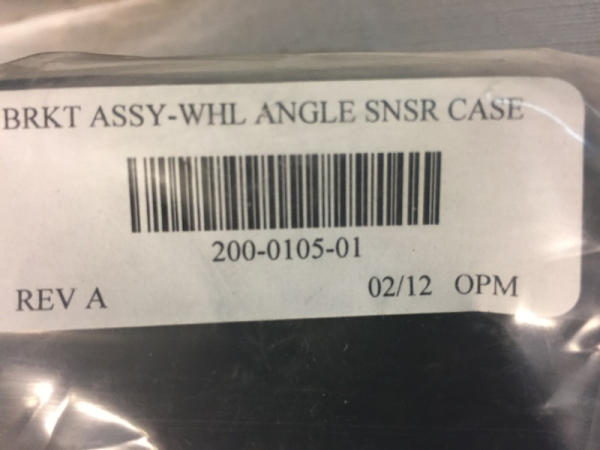 BRKT ASSY-WHL ANGLE SNSR CASE
200-0105-01
REV A 02/12 OPM